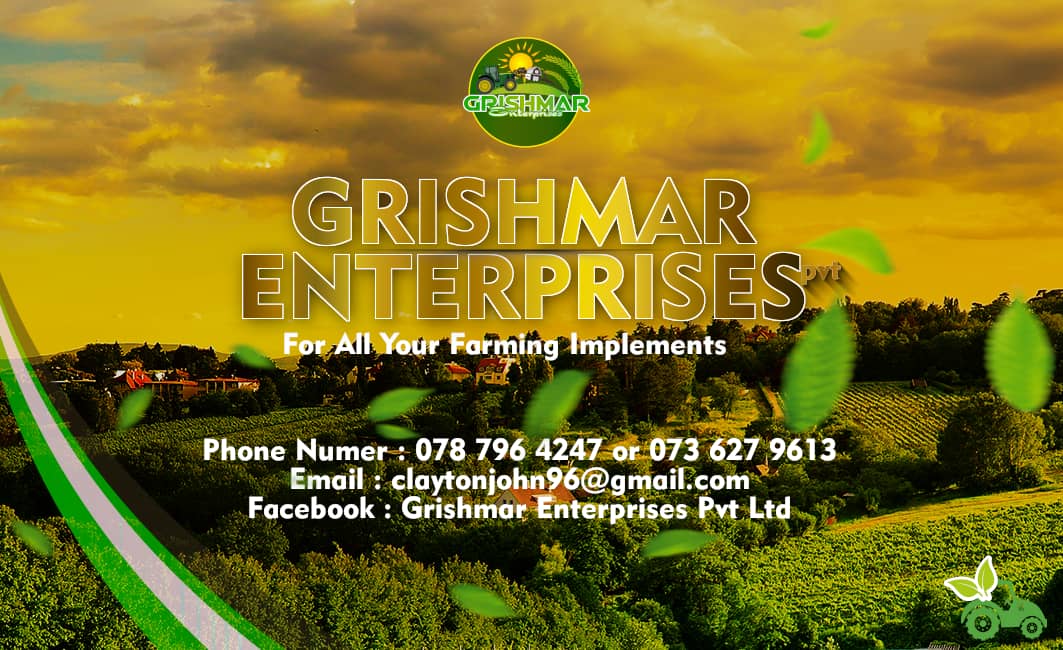 GRISHMAR
Enterprises
GRISHMAR
ENTERPRISES pvt
For All Your Farming Implements
Phone Numer : 078 796 4247 or 073 627 9613
Email : claytonjohn96@gmail.com
Facebook : Grishmar Enterprises Pvt Ltd